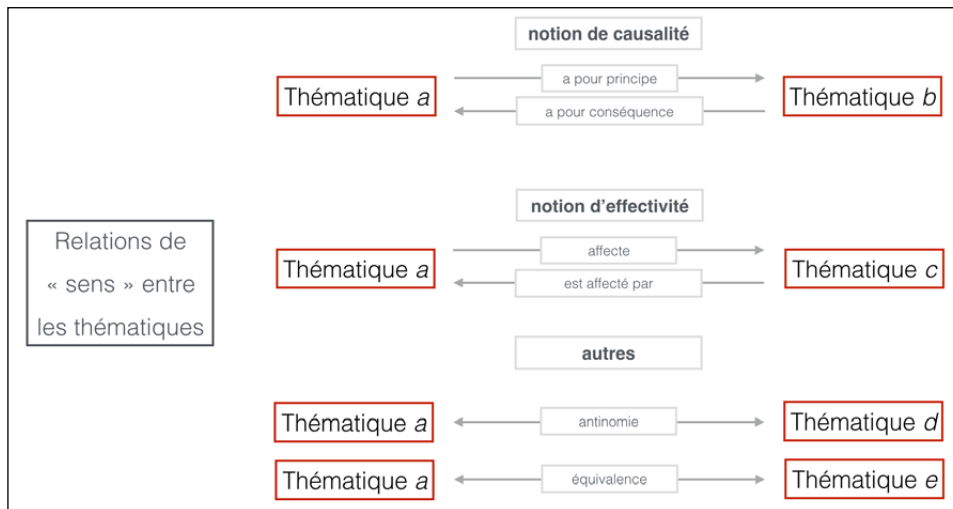 notion de causalité
Thématique a
a pour principe
a pour conséquence
Thématique b
notion d'effectivité
Relations de
« sens » entre
les thématiques
Thématique a
affecte
est affecté par
Thématique c
autres
Thématique a
antinomie
Thématique d
Thématique a
équivalence
Thématique e